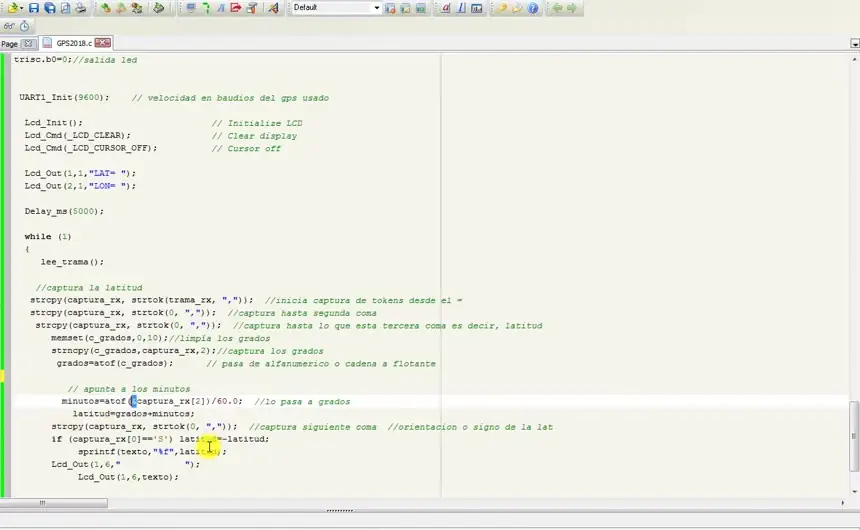 Default
Page
GPS2018.c
trisc.b0=0;//salida led
UART1_Init(9600);    // velocidad en baudios del gps usado
Lcd_Init();    // Initialize LCD
Lcd_Cmd(_LCD_CLEAR);    // Clear display
Lcd_Cmd(_LCD_CURSOR_OFF);    // Cursor off
Lcd_Out(1,1,"LAT= ");
Lcd_Out(2,1,"LON= ");
Delay_ms(5000);
while (1)
{
lee_trama();
//captura la latitud
strcpy(captura_rx, strtok(trama_rx, ","));  //inicia captura de tokens desde el =
strcpy(captura_rx, strtok(0, ","));  //captura hasta segunda coma
strcpy(captura_rx, strtok(0, ","));  //captura hasta lo que esta tercera coma es decir, latitud
memset(c_grados,0,10);//limpia los grados
strncpy(c_grados,captura_rx,2);//captura los grados
grados=atof(c_grados);    // pasa de alfanumerico o cadena a flotante
// apunta a los minutos
minutos=atof(&captura_rx[2])/60.0;  //lo pasa a grados
latitud=grados+minutos;
strcpy(captura_rx, strtok(0, ","));  //captura siguiente coma  //orientacion o signo de la lat
if (captura_rx[0]=='S') latitud=-latitud;
sprintf(texto,"%f",latitud);
Lcd_Out(1,6,"          ");
Lcd_Out(1,6,texto);